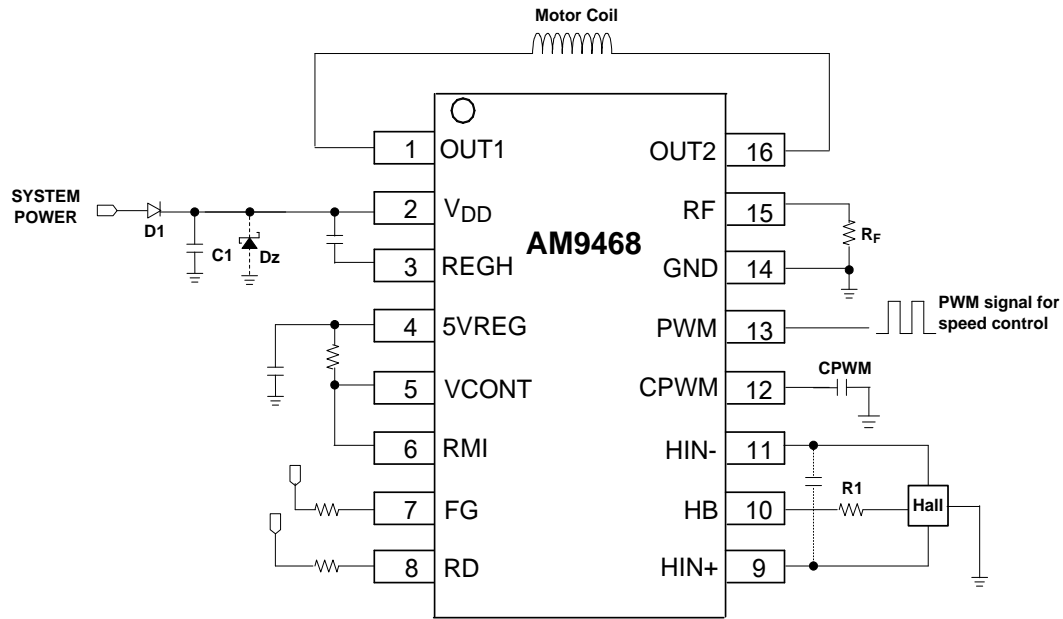 Motor Coil
1 OUT1
OUT2 16
SYSTEM
POWER
D1
C1
Dz
2 VDD
RF 15
RF
AM9468
3 REGH
GND 14
4 5VREG
PWM 13
PWM signal for
speed control
5 VCONT
CPWM 12
CPWM
6 RMI
HIN- 11
7 FG
HB 10
R1
Hall
8 RD
HIN+ 9